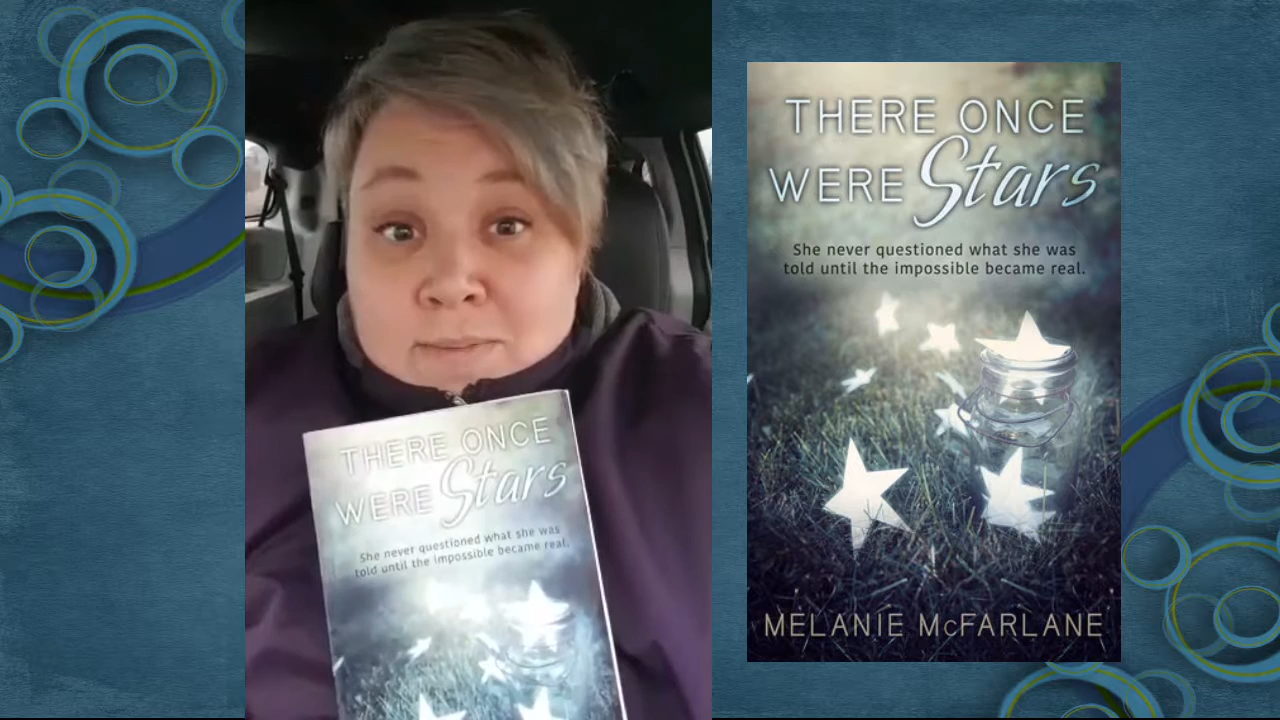 THERE ONCE
WERE Stars
She never questioned what she was
told until the impossible became real.
THERE ONCE
WERE Stars
She never questioned what she was
told until the impossible became real.
MELANIE McFARLANE